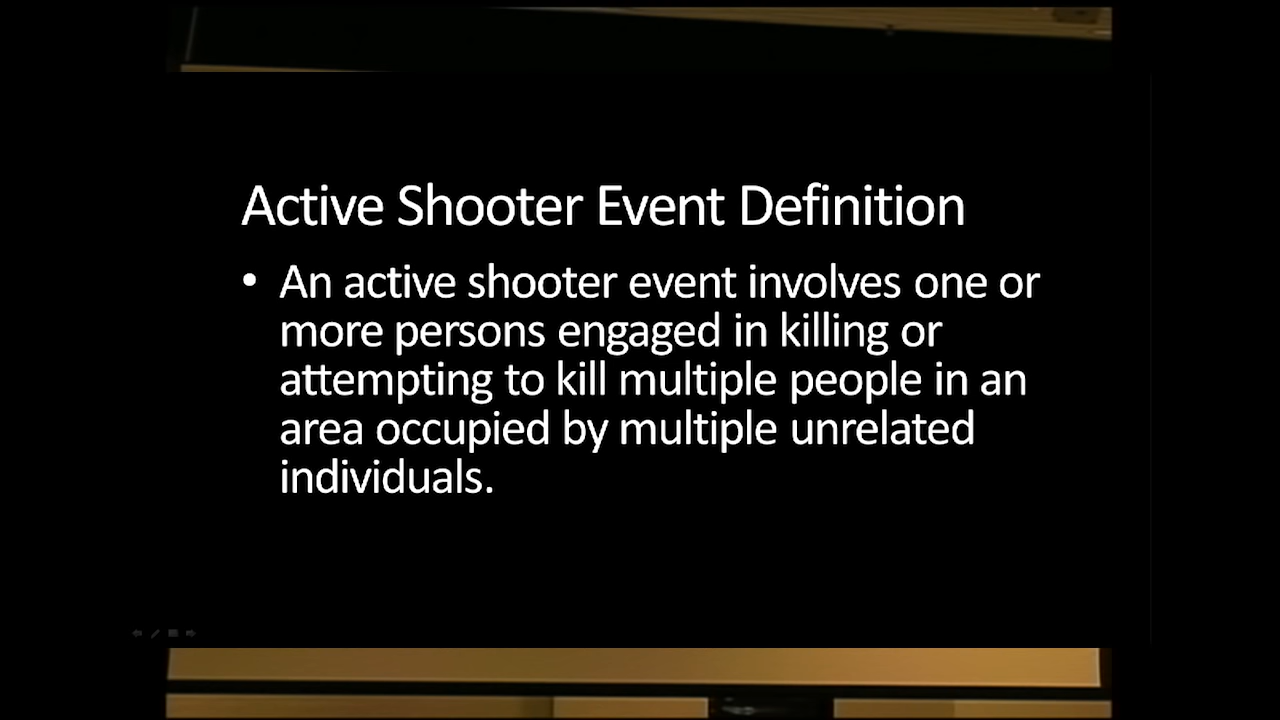 Active Shooter Event Definition
• An active shooter event involves one or
more persons engaged in killing or
attempting to kill multiple people in an
area occupied by multiple unrelated
individuals.